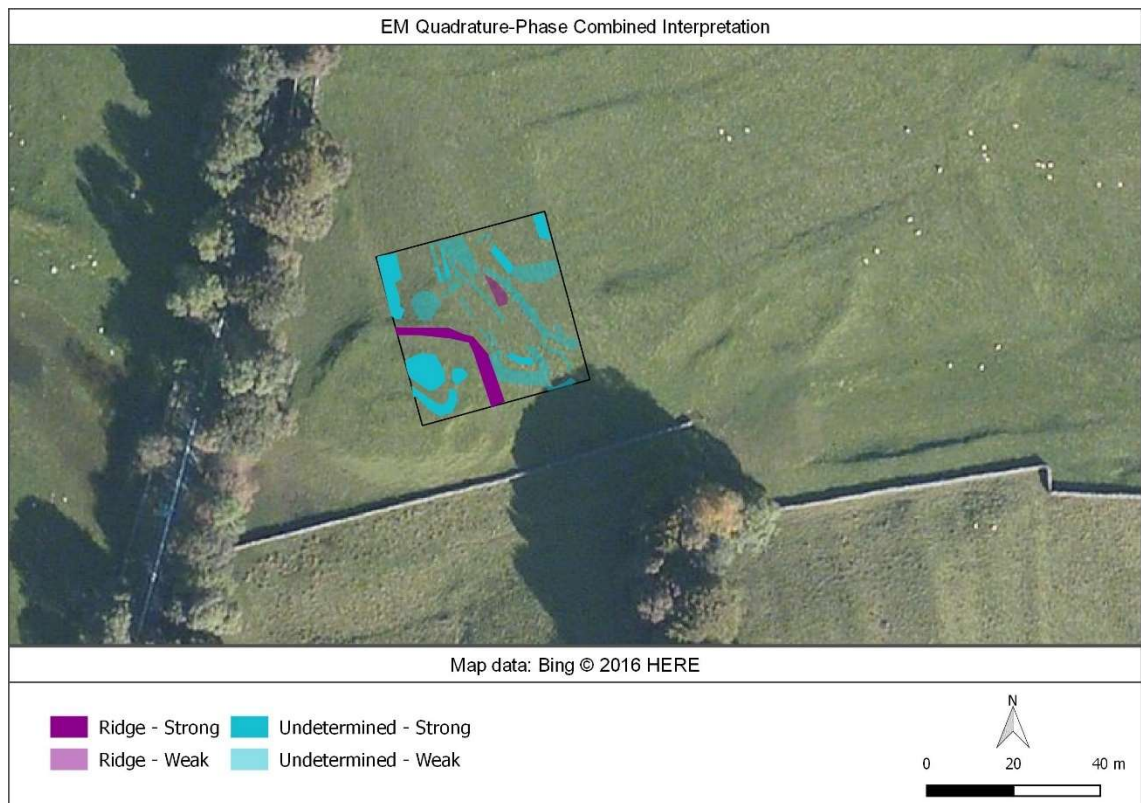 EM Quadrature-Phase Combined Interpretation
Map data: Bing © 2016 HERE
Ridge - Strong
Undetermined - Strong
Ridge - Weak
Undetermined - Weak
N
0 20 40 m